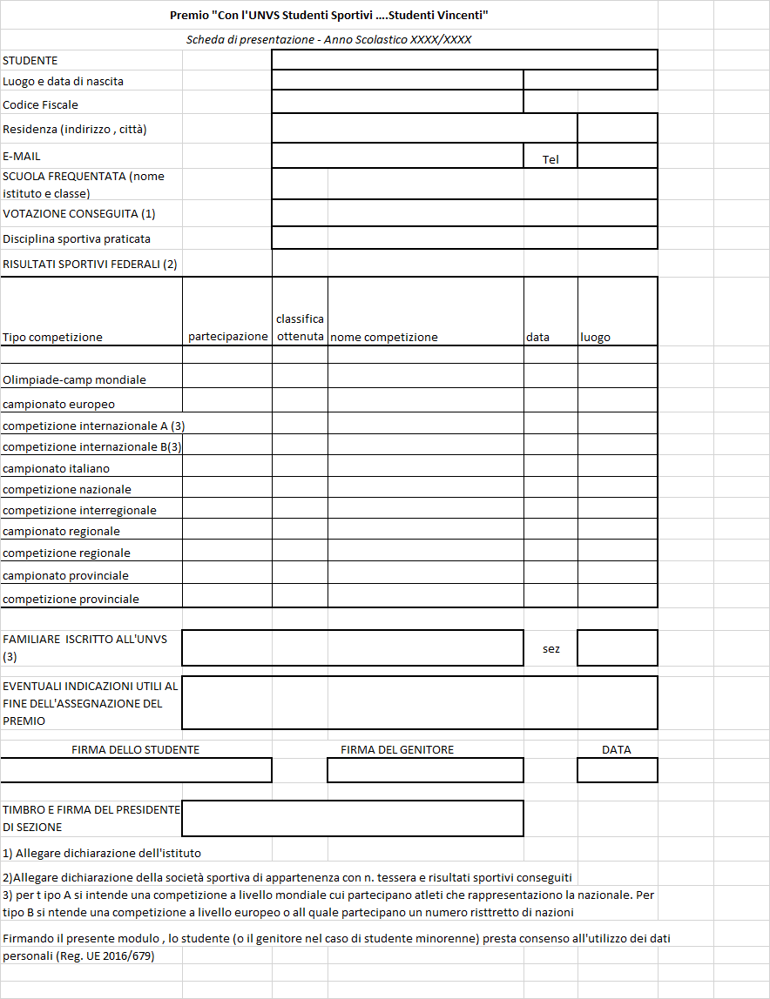 Premio "Con l'UNVS Studenti Sportivi ....Studenti Vincenti"
Scheda di presentazione - Anno Scolastico XXXX/XXXX
STUDENTE
Luogo e data di nascita
Codice Fiscale
Residenza (indirizzo , città)
E-MAIL Tel
SCUOLA FREQUENTATA (nome
istituto e classe)
VOTAZIONE CONSEGUITA (1)
Disciplina sportiva praticata
RISULTATI SPORTIVI FEDERALI (2)
classifica
Tipo competizione partecipazione ottenuta nome competizione data luogo
Olimpiade-camp mondiale
campionato europeo
competizione internazionale A (3)
competizione internazionale B(3)
campionato italiano
competizione nazionale
competizione interregionale
campionato regionale
competizione regionale
campionato provinciale
competizione provinciale
FAMILIARE ISCRITTO ALL'UNVS
(3)
sez
EVENTUALI INDICAZIONI UTILI AL
FINE DELL'ASSEGNAZIONE DEL
PREMIO
FIRMA DELLO STUDENTE FIRMA DEL GENITORE DATA
TIMBRO E FIRMA DEL PRESIDENTE
DI SEZIONE
1) Allegare dichiarazione dell'istituto
2)Allegare dichiarazione della società sportiva di appartenenza con n. tessera e risultati sportivi conseguiti
3) per t ipo A si intende una competizione a livello mondiale cui partecipano atleti che rappresentaziono la nazionale. Per
tipo B si ntende una competizione a livello europeo o all quale partecipano un numero risttretto di nazioni
Firmando il presente modulo , lo studente (o il genitore nel caso di studente minorenne) presta consenso all'utilizzo dei dati
personali (Reg. UE 2016/679)